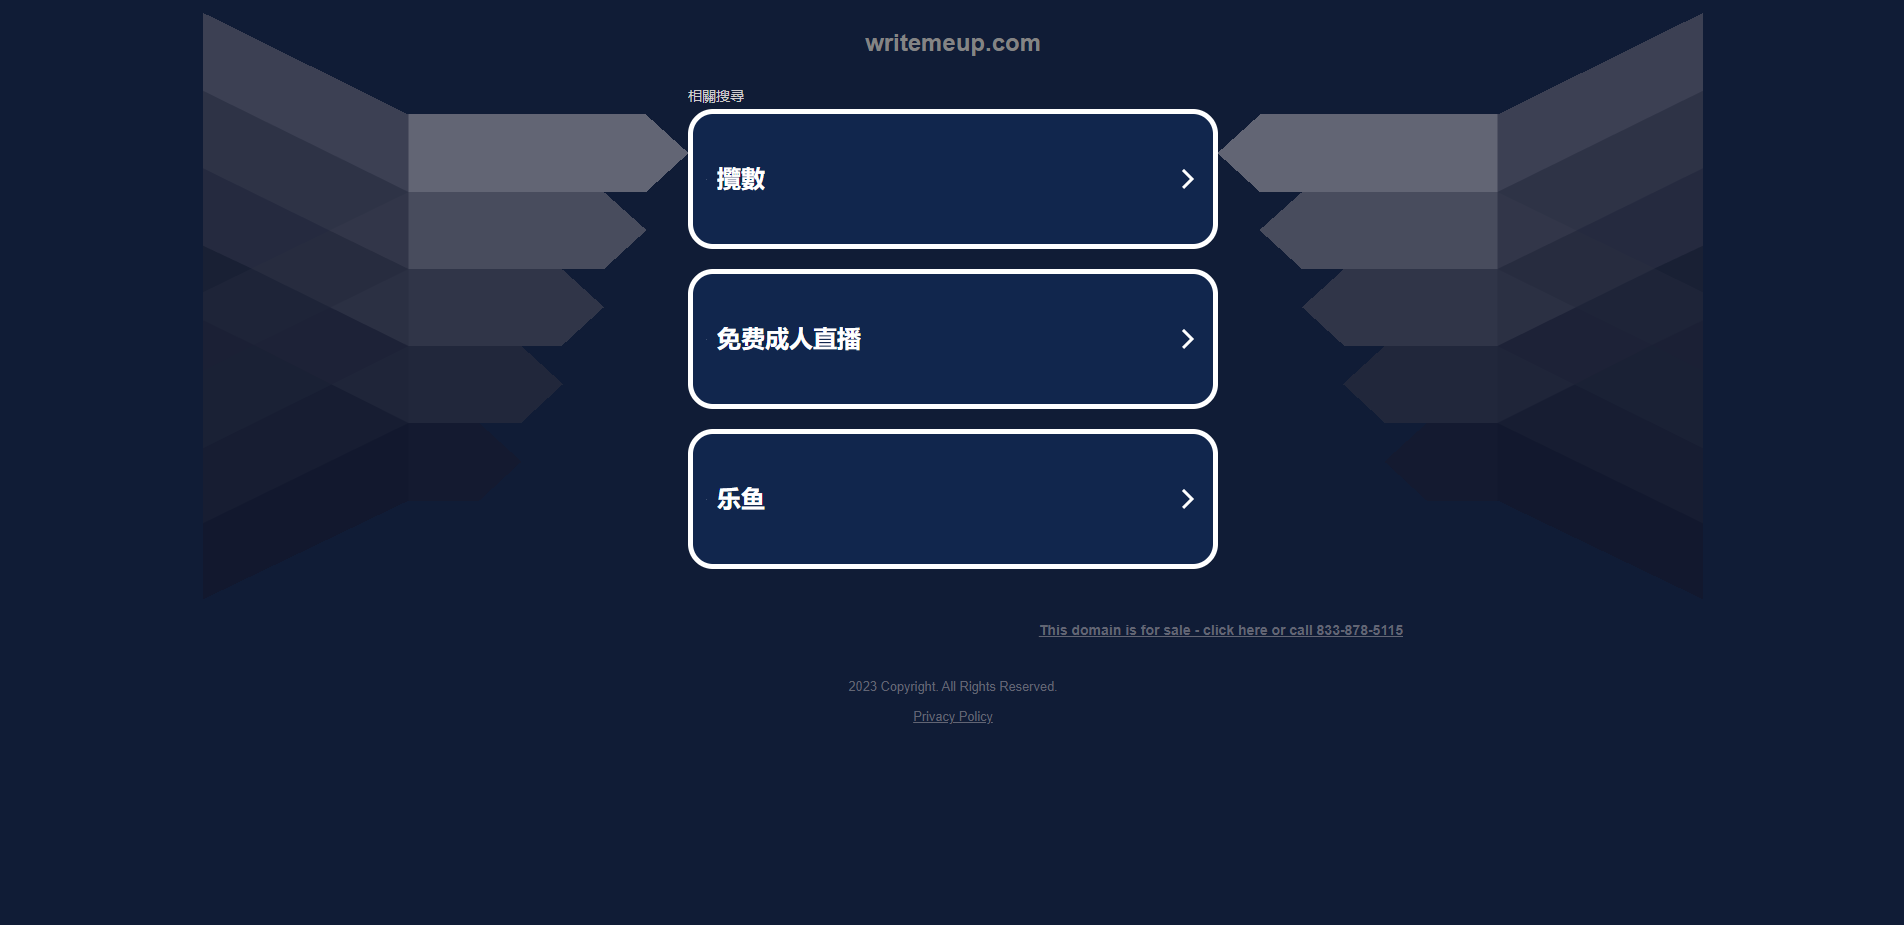 writemeup.com
相關搜尋
攬數
免费成人直播
乐鱼
This domain is for sale - click here or call 833-878-5115
2023 Copyright. All Rights Reserved.
Privacy Policy